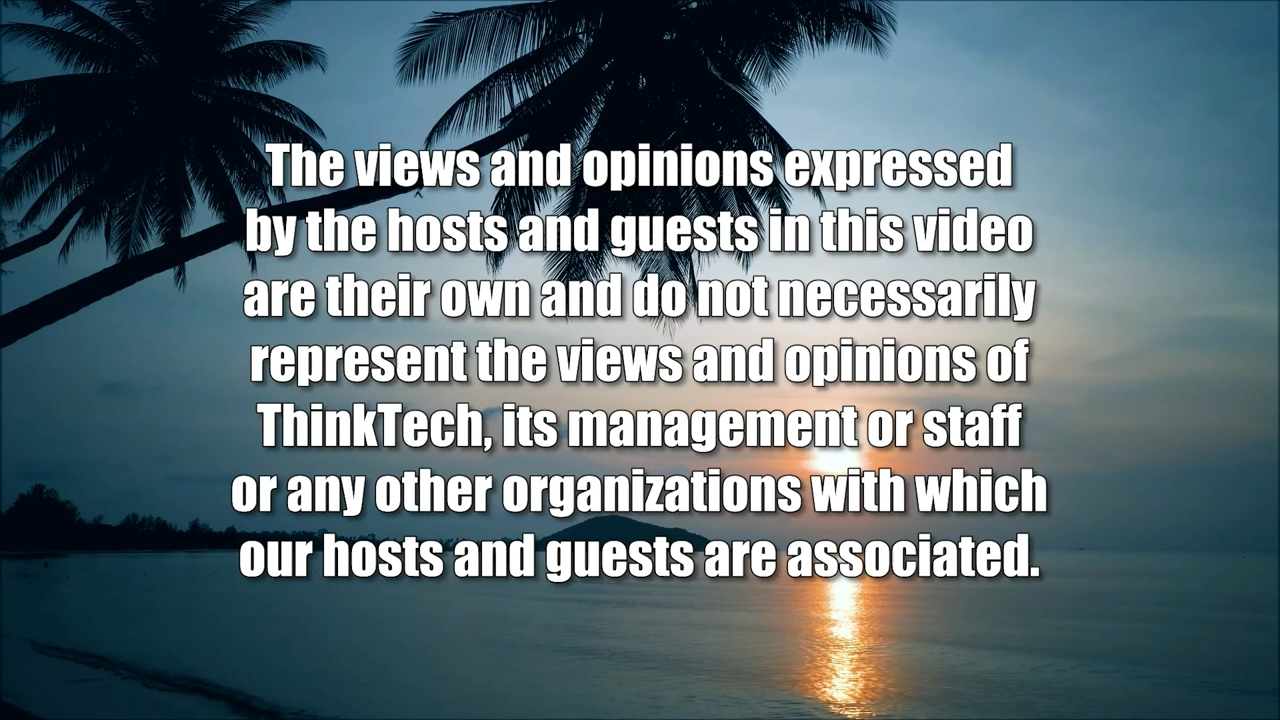 The views and opinions expressed
by the hosts and guests in this video
are their own and do not necessarily
represent the views and opinions of
ThinkTech, its management or staff
or any other organizations with which
our hosts and guests are associated.